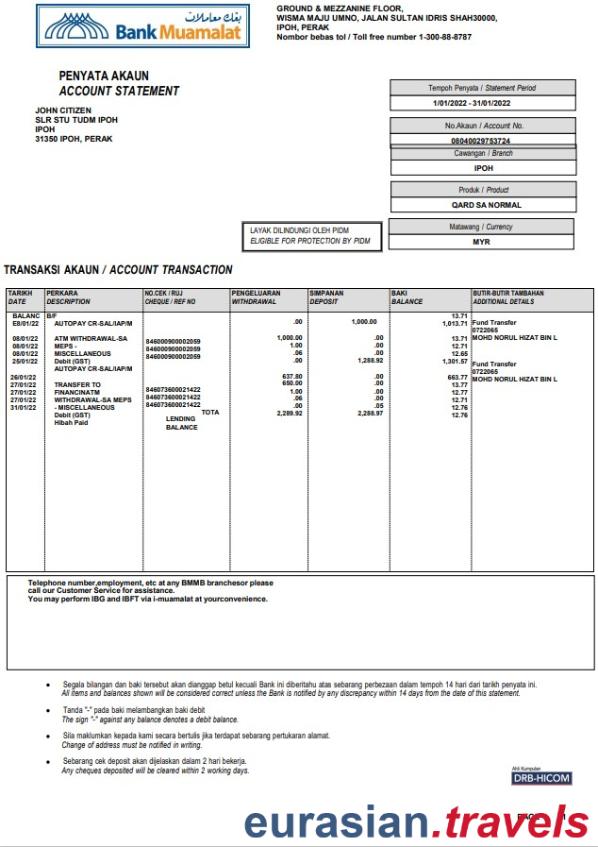 بنك معاملات
Bank Muamalat
GROUND & MEZZANINE FLOOR,
WISMA MAJU UMNO, JALAN SULTAN IDRIS SHAH30000,
IPOH, PERAK
Nombor bebas tol / Toll free number 1-300-88-8787
PENYATA AKAUN
ACCOUNT STATEMENT
JOHN CITIZEN
SLR STU TUDM IPOH
IPOH
31350 IPOH, PERAK
Tempoh Penyata / Statement Period
1/01/2022 - 31/01/2022
No.Akaun / Account No.
08040029753724
Cawangan / Branch
IPOH
Produk / Product
QARD SA NORMAL
Matawang / Currency
MYR
LAYAK DILINDUNGI OLEH PIDM
ELIGIBLE FOR PROTECTION BY PIDM
TRANSAKSI AKAUN / ACCOUNT TRANSACTION
TARIKH PERKARA NO.CEK / RUJ PENGELUARAN SIMPANAN BAKI BUTIR-BUTIR TAMBAHAN
DATE DESCRIPTION CHEQUE / REF NO WITHDRAWAL DEPOSIT BALANCE ADDITIONAL DETAILS
BALANC B/F 13.71
E8/01/22 AUTOPAY CR-SAL/IAP/M .00 1,000.00 1,013.71 Fund Transfer
0722065
08/01/22 ATM WITHDRAWAL-SA 846000900002059 1,000.00 .00 13.71 MOHD NORUL HIZAT BIN L
08/01/22 MEPS - 846000900002059 1.00 .00 12.71
08/01/22 MISCELLANEOUS 846000900002059 .06 .00 12.65
25/01/22 Debit (GST) .00 1,288.92 1,301.57 Fund Transfer
AUTOPAY CR-SAL/IAP/M 0722065
26/01/22 637.80 .00 663.77 MOHD NORUL HIZAT BIN L
27/01/22 TRANSFER TO 846073600021422 650.00 .00 13.77
27/01/22 FINANCINATM 846073600021422 1.00 .00 12.77
27/01/22 WITHDRAWAL-SA MEPS 846073600021422 .06 .00 12.71
31/01/22 - MISCELLANEOUS .00 .05 12.76
Debit (GST) TOTA 2,289.92 2,288.97 12.76
Hibah Paid LENDING
BALANCE
Telephone number,employment, etc at any BMMB branchesor please
call our Customer Service for assistance.
You may perform IBG and IBFT via i-muamalat at yourconvenience.
• Segala bilangan dan baki tersebut akan dianggap betul kecuali Bank ini diberitahu atas sebarang perbezaan dalam tempoh 14 hari dari tarikh penyata ini.
All items and balances shown will be considered correct unless the Bank is notified by any discrepancy within 14 days from the date of this statement.
• Tanda "-" pada baki melambangkan baki debit
The sign "-" against any balance denotes a debit balance.
• Sila maklumkan kepada kami secara bertulis jika terdapat sebarang pertukaran alamat.
Change of address must be notified in writing.
• Sebarang cek deposit akan dijelaskan dalam 2 hari bekerja.
Any cheques deposited will be cleared within 2 working days.
Ahli Kumpulan
DRB-HICOM
eurasian.travels